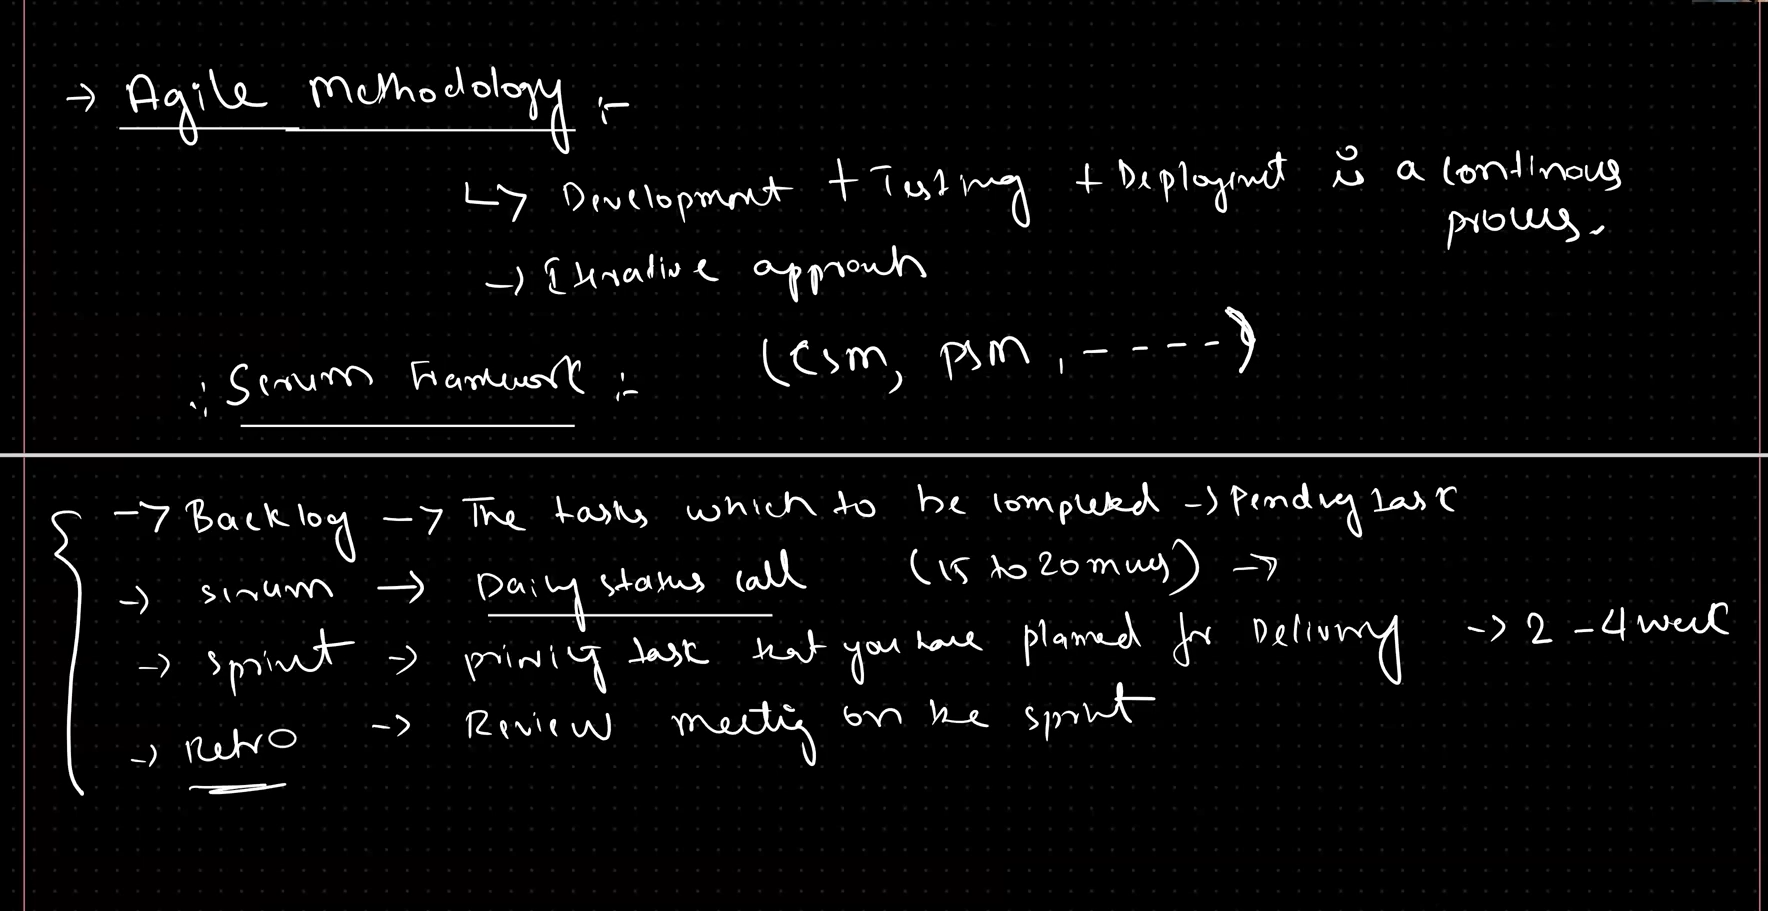 → Agile Methodology :-
↳ Development + Testing + Deployment is a continous
process.
→ Iterative approach
∴ Scrum Framework :- (CSM, PSM, - - - -)
→ Backlog → The tasks which to be completed → Pending task
→ scrum → Daily status call (15 to 20 mins) →
→ sprint → priority task that you have planned for Delivery → 2 - 4 week
→ Retro → Review meeting on the sprint